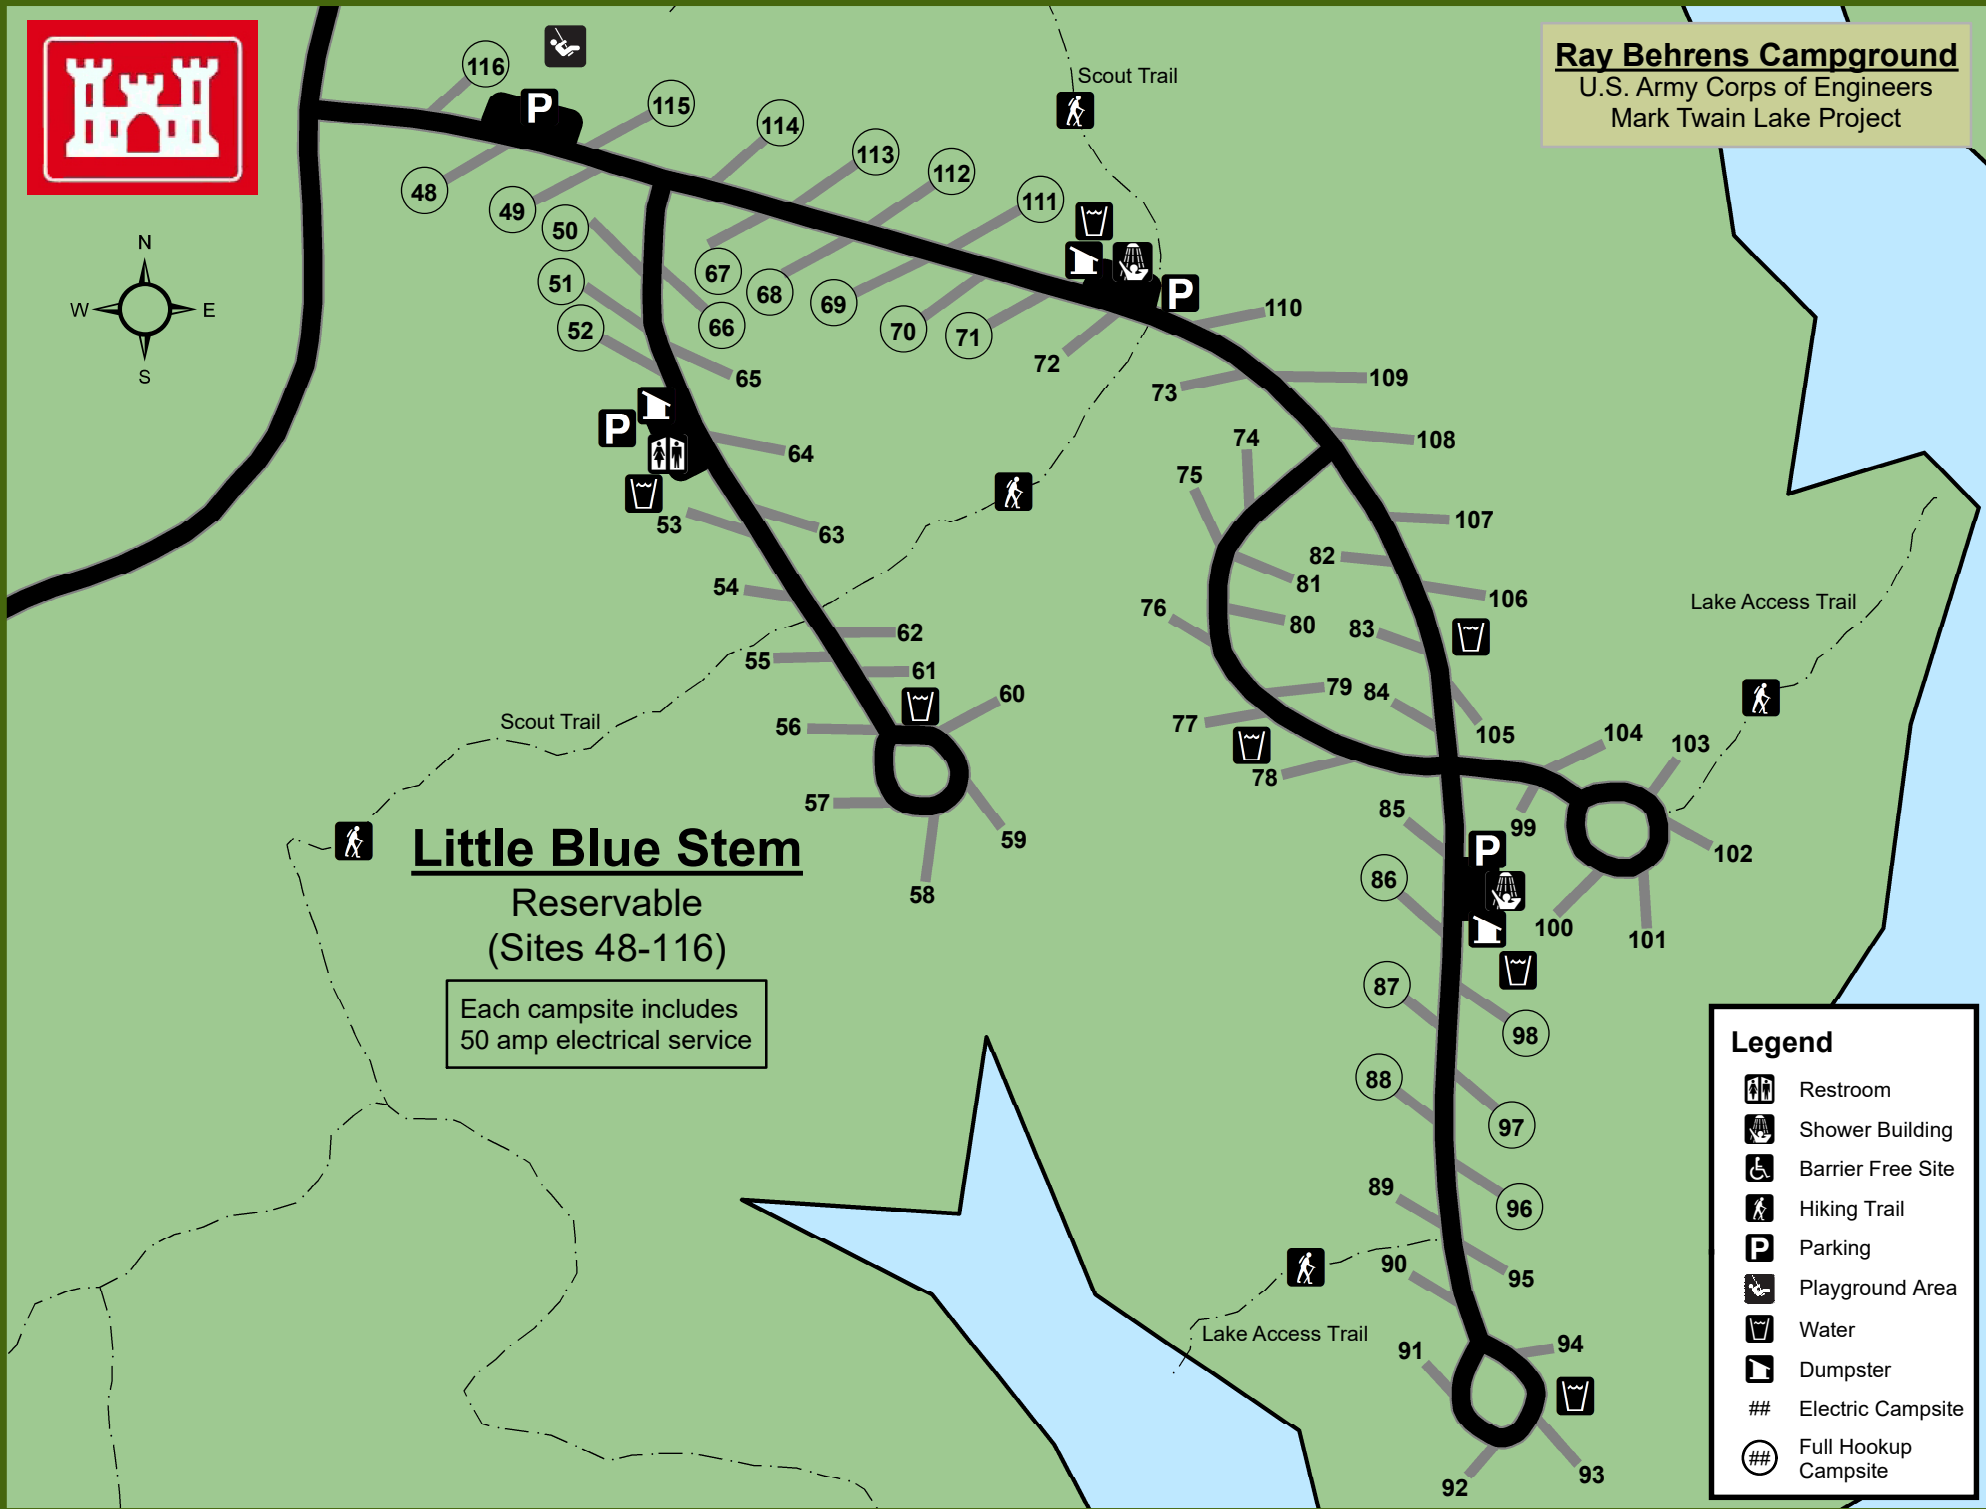 Ray Behrens Campground
U.S. Army Corps of Engineers
Mark Twain Lake Project
116
P
115
114
113
112
111
Scout Trail
48
49
50
51
52
67
68
69
70
71
72
66
65
P
110
109
73
108
N
W
E
S
P
64
53
63
54
62
55
61
60
56
57
58
59
74
75
107
82
81
106
76
80
83
79
84
77
105
78
104
103
Lake Access Trail
Scout Trail
85
99
102
P
86
100
101
Little Blue Stem
Reservable
(Sites 48-116)
Each campsite includes
50 amp electrical service
87
98
88
97
89
96
90
95
Lake Access Trail
91
94
92
93
Legend
Restroom
Shower Building
Barrier Free Site
Hiking Trail
P Parking
Playground Area
Water
Dumpster
## Electric Campsite
## Full Hookup
Campsite